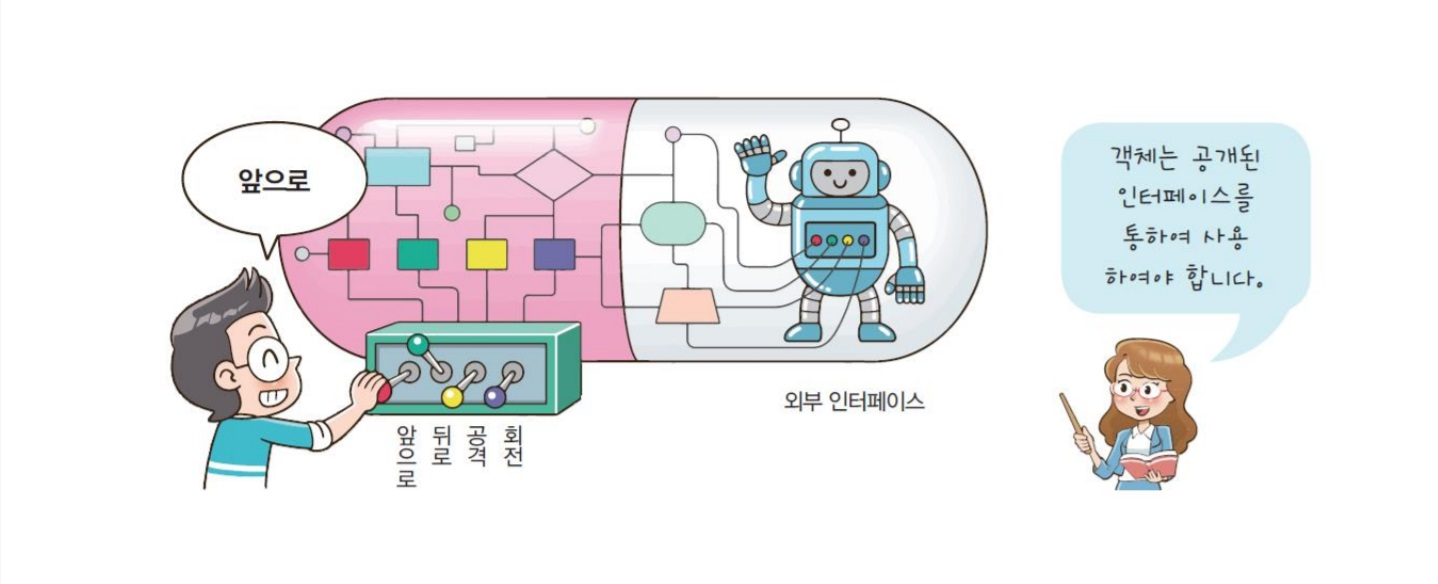 앞으로
객체는 공개된
인터페이스를
통하여 사용
하여야 합니다.
외부 인터페이스
앞으로
뒤로
공격
회전